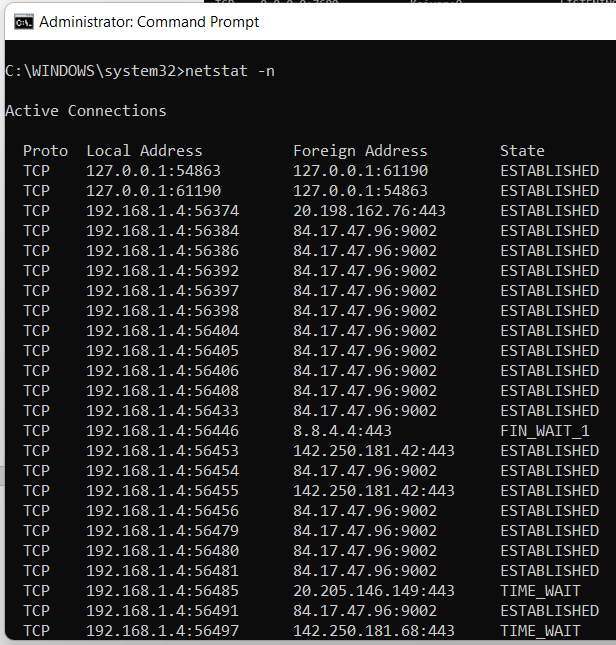 Administrator: Command Prompt
C:\WINDOWS\system32>netstat -n
Active Connections
Proto Local Address Foreign Address State
TCP 127.0.0.1:54863 127.0.0.1:61190 ESTABLISHED
TCP 127.0.0.1:61190 127.0.0.1:54863 ESTABLISHED
TCP 192.168.1.4:56374 20.198.162.76:443 ESTABLISHED
TCP 192.168.1.4:56384 84.17.47.96:9002 ESTABLISHED
TCP 192.168.1.4:56386 84.17.47.96:9002 ESTABLISHED
TCP 192.168.1.4:56392 84.17.47.96:9002 ESTABLISHED
TCP 192.168.1.4:56397 84.17.47.96:9002 ESTABLISHED
TCP 192.168.1.4:56398 84.17.47.96:9002 ESTABLISHED
TCP 192.168.1.4:56404 84.17.47.96:9002 ESTABLISHED
TCP 192.168.1.4:56405 84.17.47.96:9002 ESTABLISHED
TCP 192.168.1.4:56406 84.17.47.96:9002 ESTABLISHED
TCP 192.168.1.4:56408 84.17.47.96:9002 ESTABLISHED
TCP 192.168.1.4:56433 84.17.47.96:9002 ESTABLISHED
TCP 192.168.1.4:56446 8.8.4.4:443 FIN_WAIT_1
TCP 192.168.1.4:56453 142.250.181.42:443 ESTABLISHED
TCP 192.168.1.4:56454 84.17.47.96:9002 ESTABLISHED
TCP 192.168.1.4:56455 142.250.181.42:443 ESTABLISHED
TCP 192.168.1.4:56456 84.17.47.96:9002 ESTABLISHED
TCP 192.168.1.4:56479 84.17.47.96:9002 ESTABLISHED
TCP 192.168.1.4:56480 84.17.47.96:9002 ESTABLISHED
TCP 192.168.1.4:56481 84.17.47.96:9002 ESTABLISHED
TCP 192.168.1.4:56485 20.205.146.149:443 TIME_WAIT
TCP 192.168.1.4:56491 84.17.47.96:9002 ESTABLISHED
TCP 192.168.1.4:56497 142.250.181.68:443 TIME_WAIT